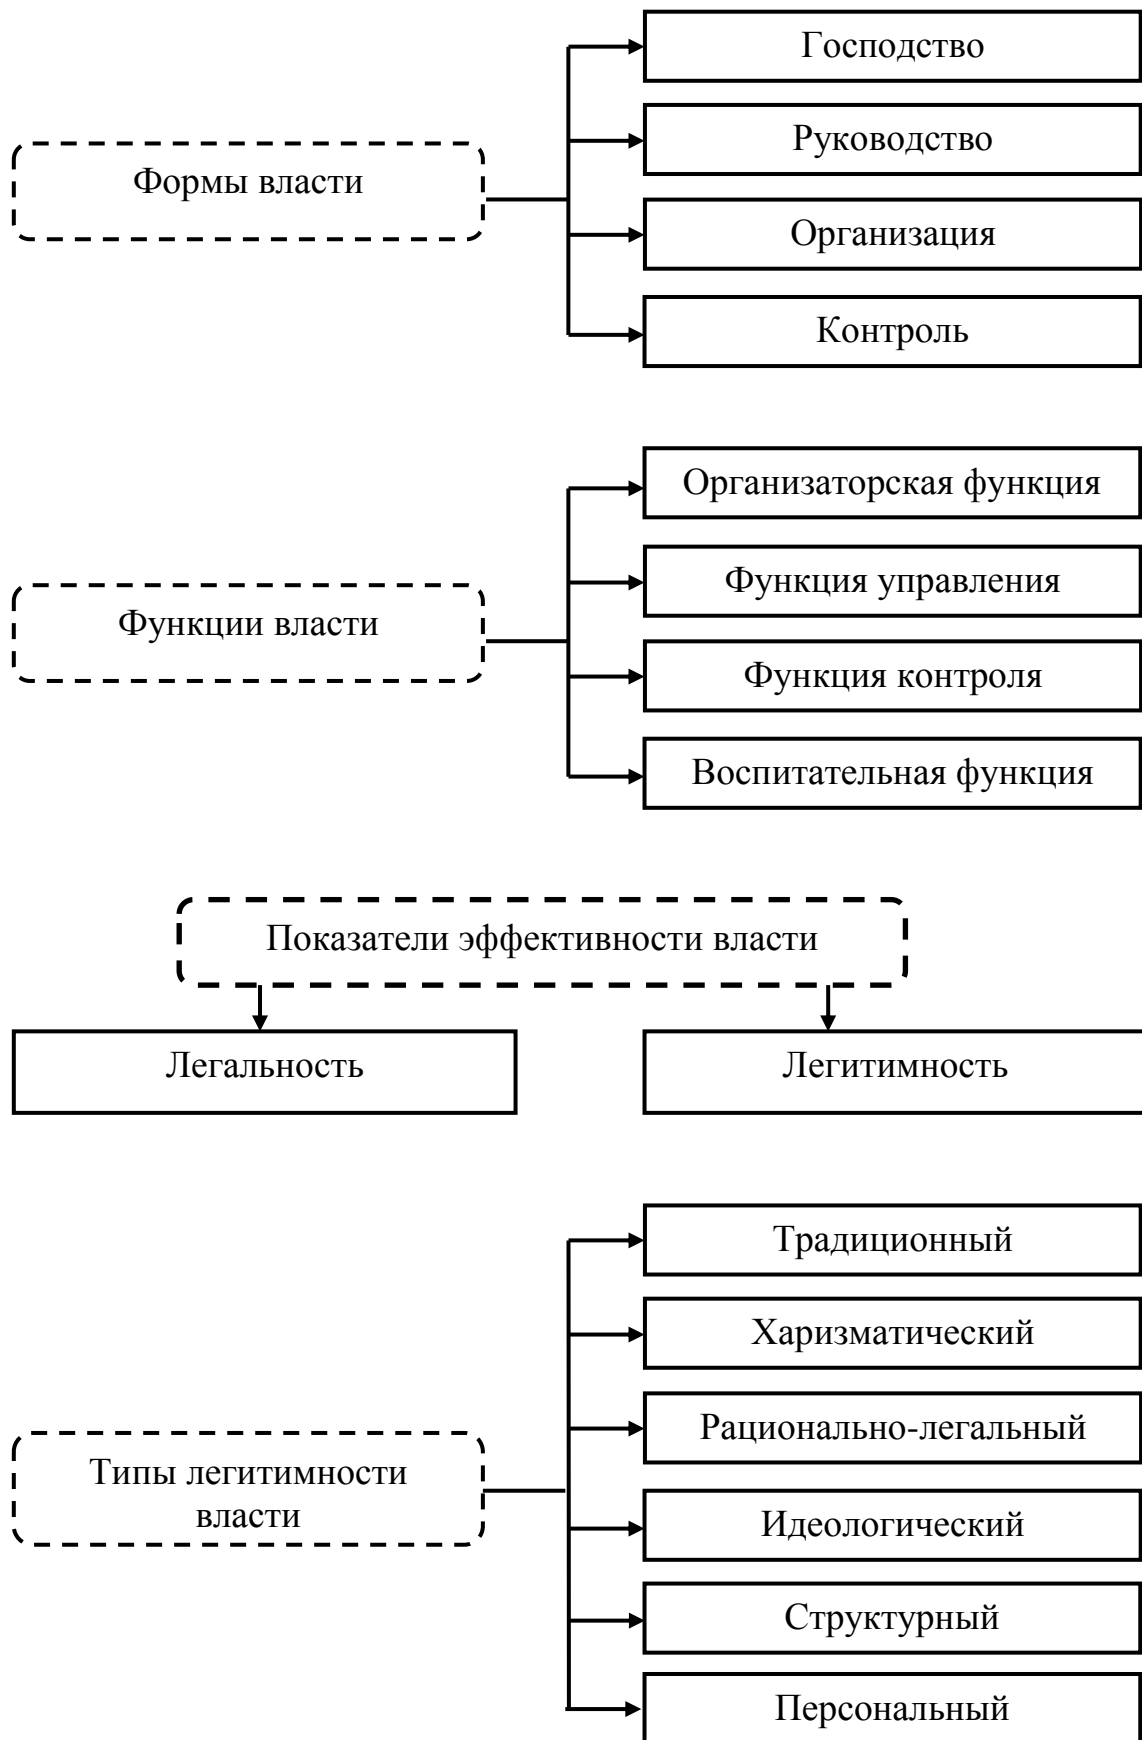 Формы власти
Господство
Руководство
Организация
Контроль
Функции власти
Организаторская функция
Функция управления
Функция контроля
Воспитательная функция
Показатели эффективности власти
Легальность
Легитимность
Типы легитимности
власти
Традиционный
Харизматический
Рационально-легальный
Идеологический
Структурный
Персональный